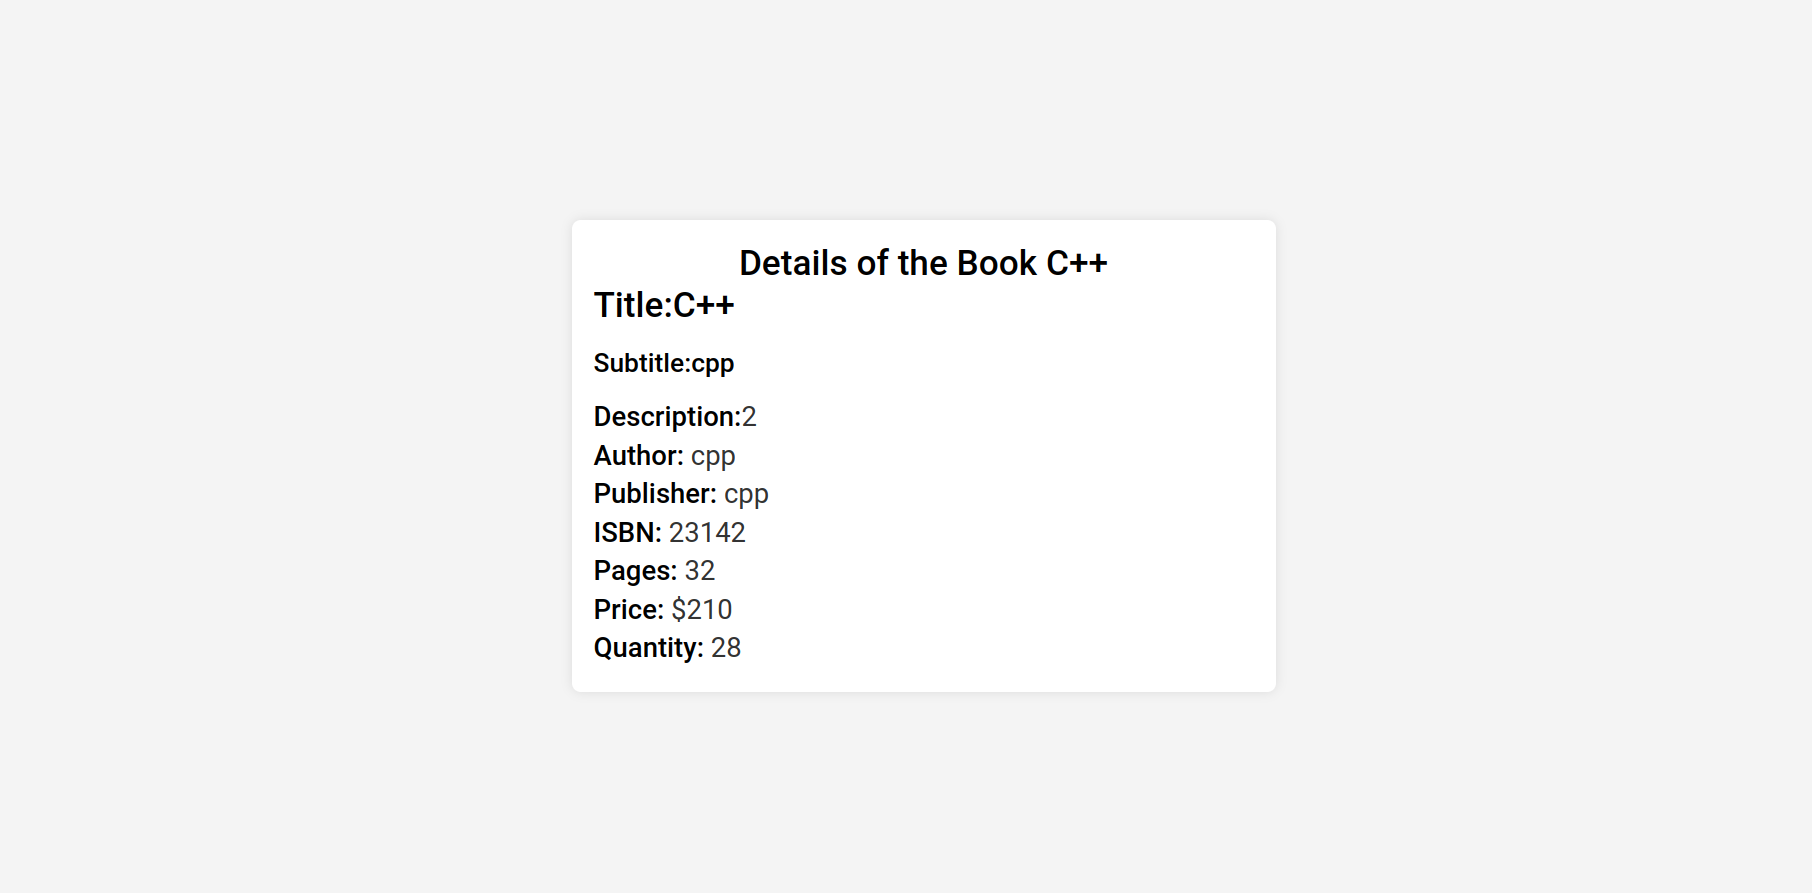 Details of the Book C++
Title:C++
Subtitle:cpp
Description:2
Author: cpp
Publisher: cpp
ISBN: 23142
Pages: 32
Price: $210
Quantity: 28